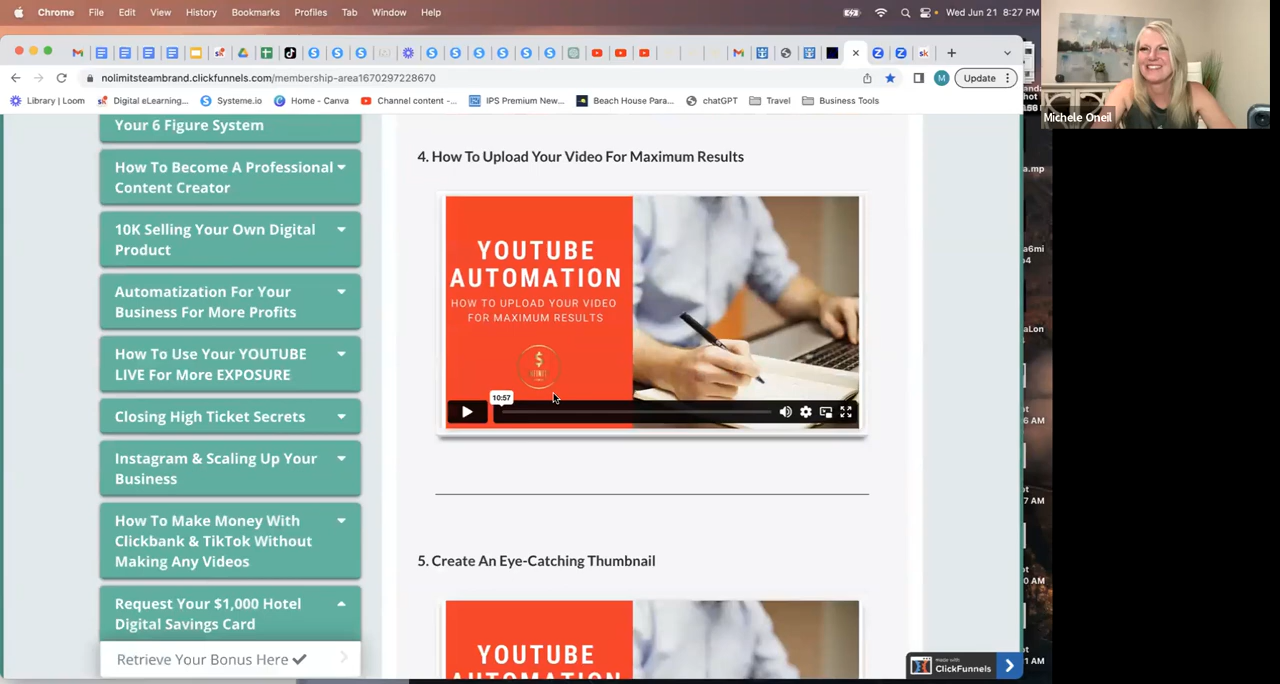 Chrome File Edit View History Bookmarks Profiles Tab Window Help
Wed Jun 21 8:27 PM
nolimitsteambrand.clickfunnels.com/membership-area1670297228670
Update
Library | Loom
Digital eLearning...
Systeme.io
Home - Canva
Channel content -...
IPS Premium New...
Beach House Para...
chatGPT
Travel
Business Tools
Michele Oneil
Your 6 Figure System
How To Become A Professional
Content Creator
10K Selling Your Own Digital
Product
Automatization For Your
Business For More Profits
How To Use Your YOUTUBE
LIVE For More EXPOSURE
Closing High Ticket Secrets
Instagram & Scaling Up Your
Business
How To Make Money With
Clickbank & TikTok Without
Making Any Videos
Request Your $1,000 Hotel
Digital Savings Card
Retrieve Your Bonus Here
4. How To Upload Your Video For Maximum Results
YOUTUBE
AUTOMATION
HOW TO UPLOAD YOUR VIDEO
FOR MAXIMUM RESULTS
10:57
5. Create An Eye-Catching Thumbnail
YOUTUBE
AUTOMATION
made with
ClickFunnels